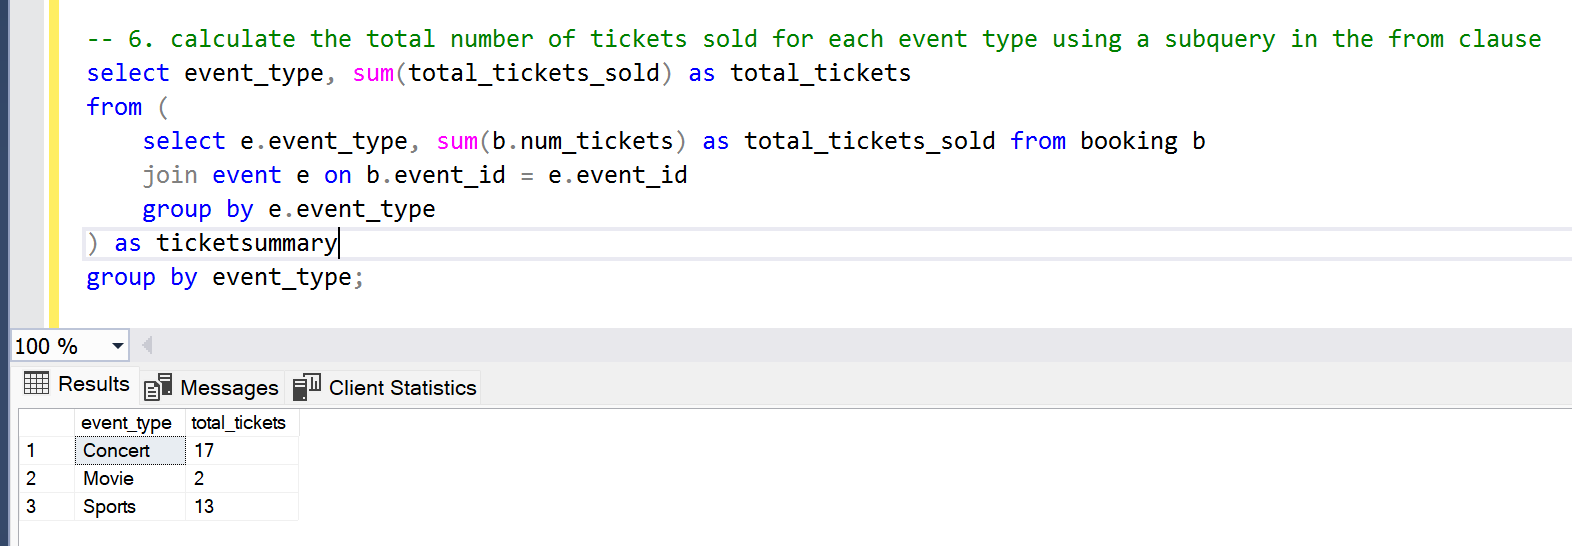 -- 6. calculate the total number of tickets sold for each event type using a subquery in the from clause
select event_type, sum(total_tickets_sold) as total_tickets
from (
    select e.event_type, sum(b.num_tickets) as total_tickets_sold from booking b
    join event e on b.event_id = e.event_id
    group by e.event_type
) as ticketsummary
group by event_type;
100 %
Results Messages Client Statistics
event_type total_tickets
1 Concert 17
2 Movie 2
3 Sports 13